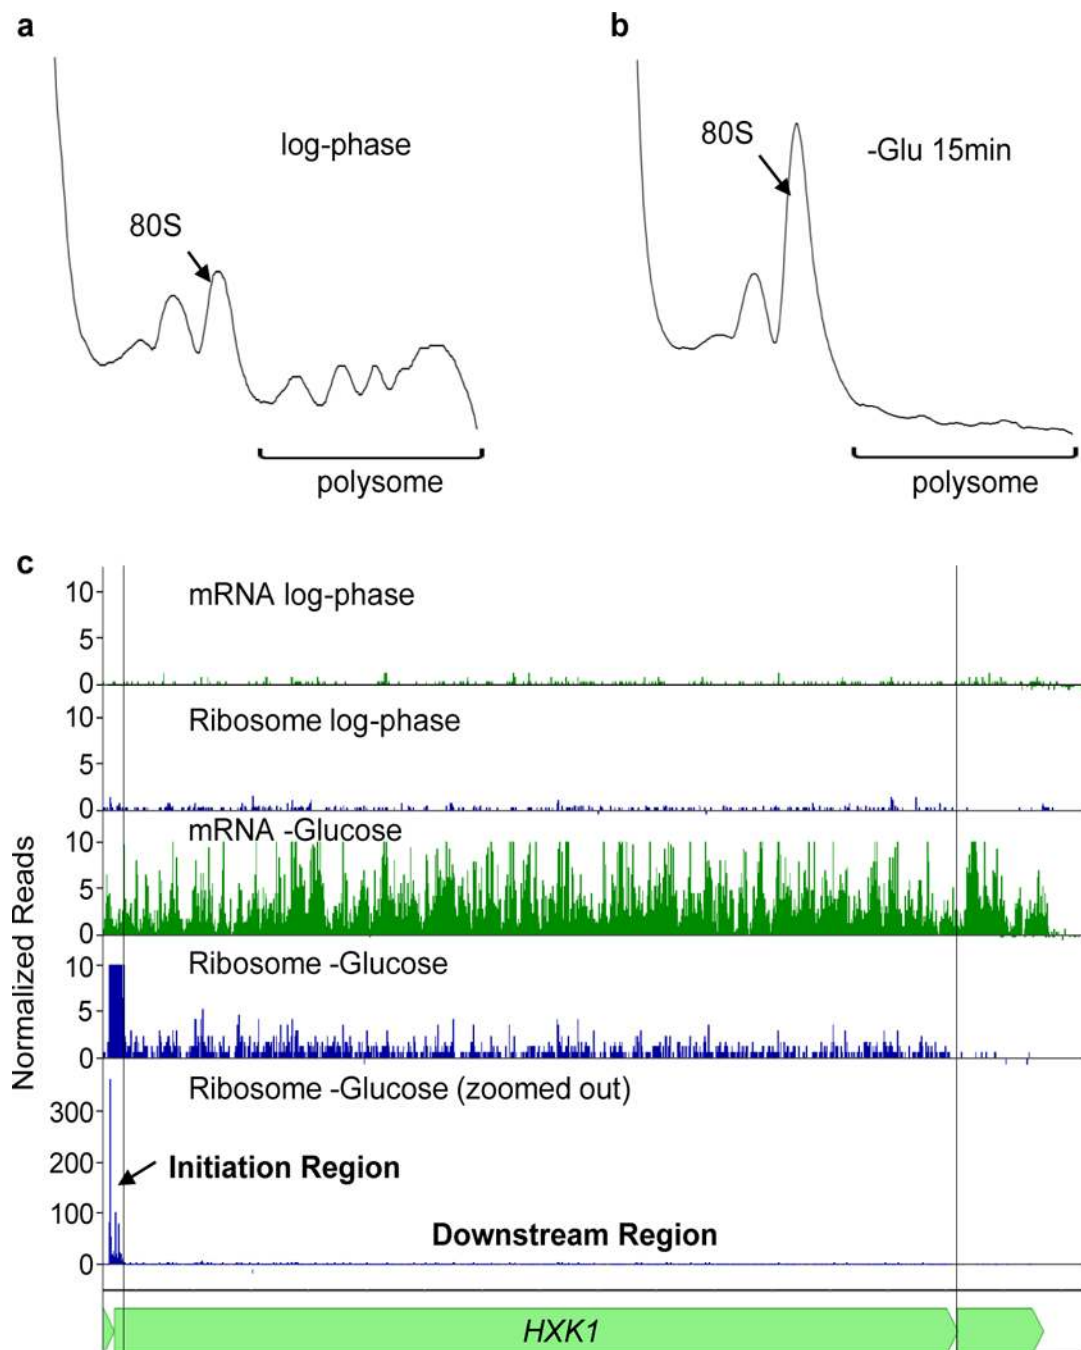 a
log-phase
80S
polysome
b
-Glu 15min
80S
polysome
c
Normalized Reads
mRNA log-phase
10
5
0
Ribosome log-phase
10
5
0
mRNA -Glucose
10
5
0
Ribosome -Glucose
10
5
0
Ribosome -Glucose (zoomed out)
300
200
100
0
Initiation Region
Downstream Region
HXK1